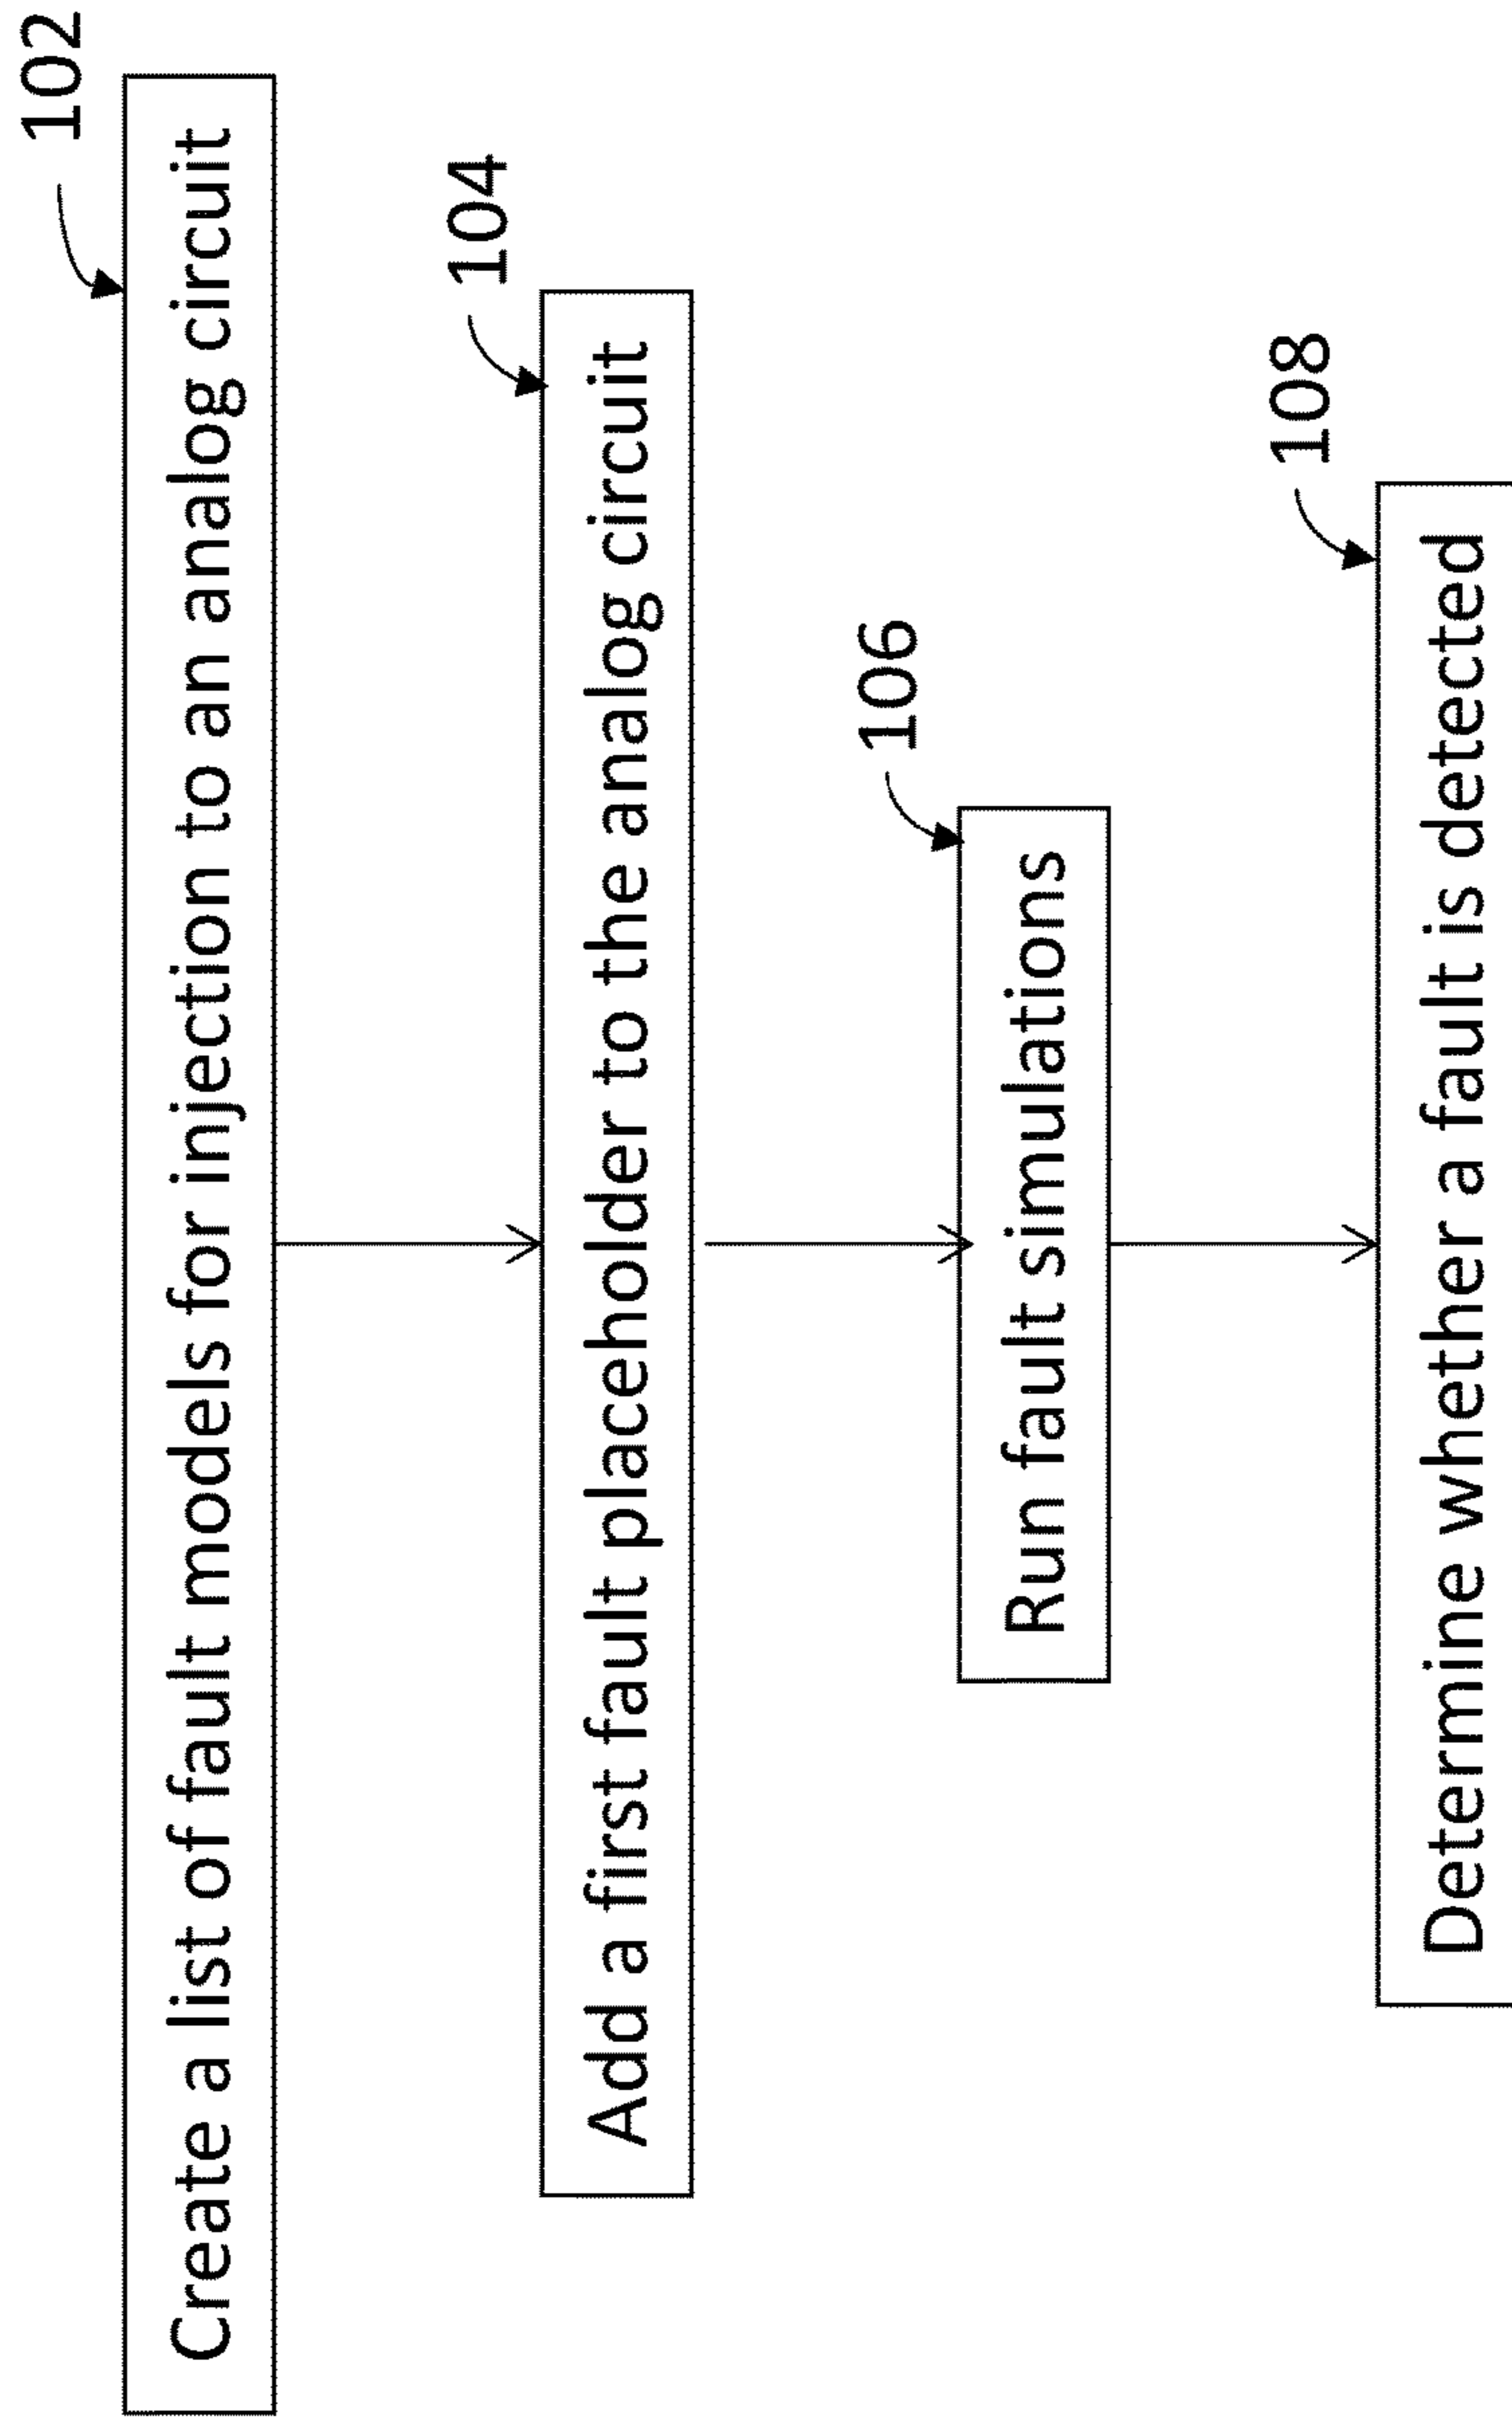 102
Create a list of fault models for injection to an analog circuit
104
Add a first fault placeholder to the analog circuit
106
Run fault simulations
108
Determine whether a fault is detected